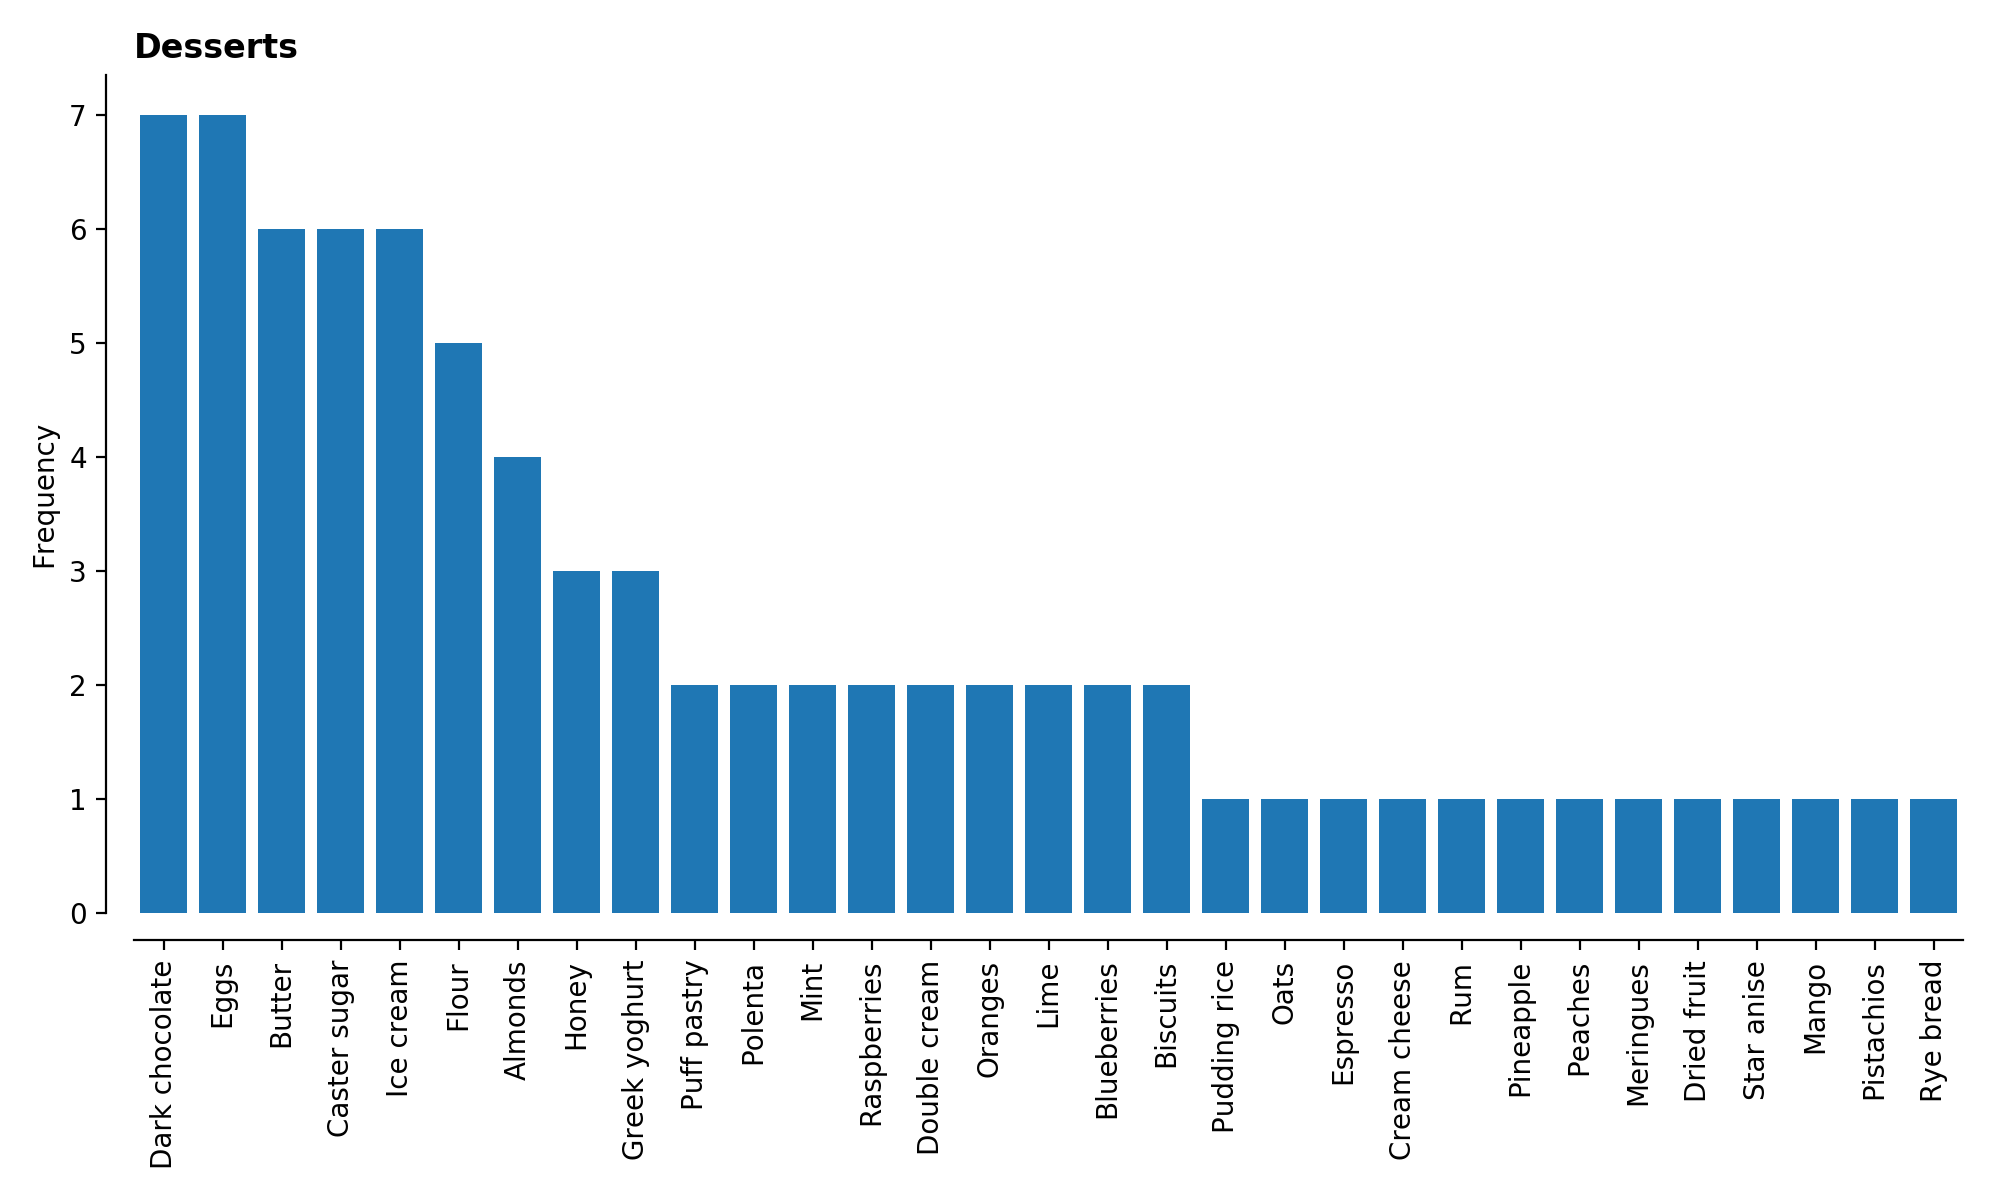 Desserts
Frequency
7
6
5
4
3
2
1
0
Dark chocolate
Eggs
Butter
Caster sugar
Ice cream
Flour
Almonds
Honey
Greek yoghurt
Puff pastry
Polenta
Mint
Raspberries
Double cream
Oranges
Lime
Blueberries
Biscuits
Pudding rice
Oats
Espresso
Cream cheese
Rum
Pineapple
Peaches
Meringues
Dried fruit
Star anise
Mango
Pistachios
Rye bread